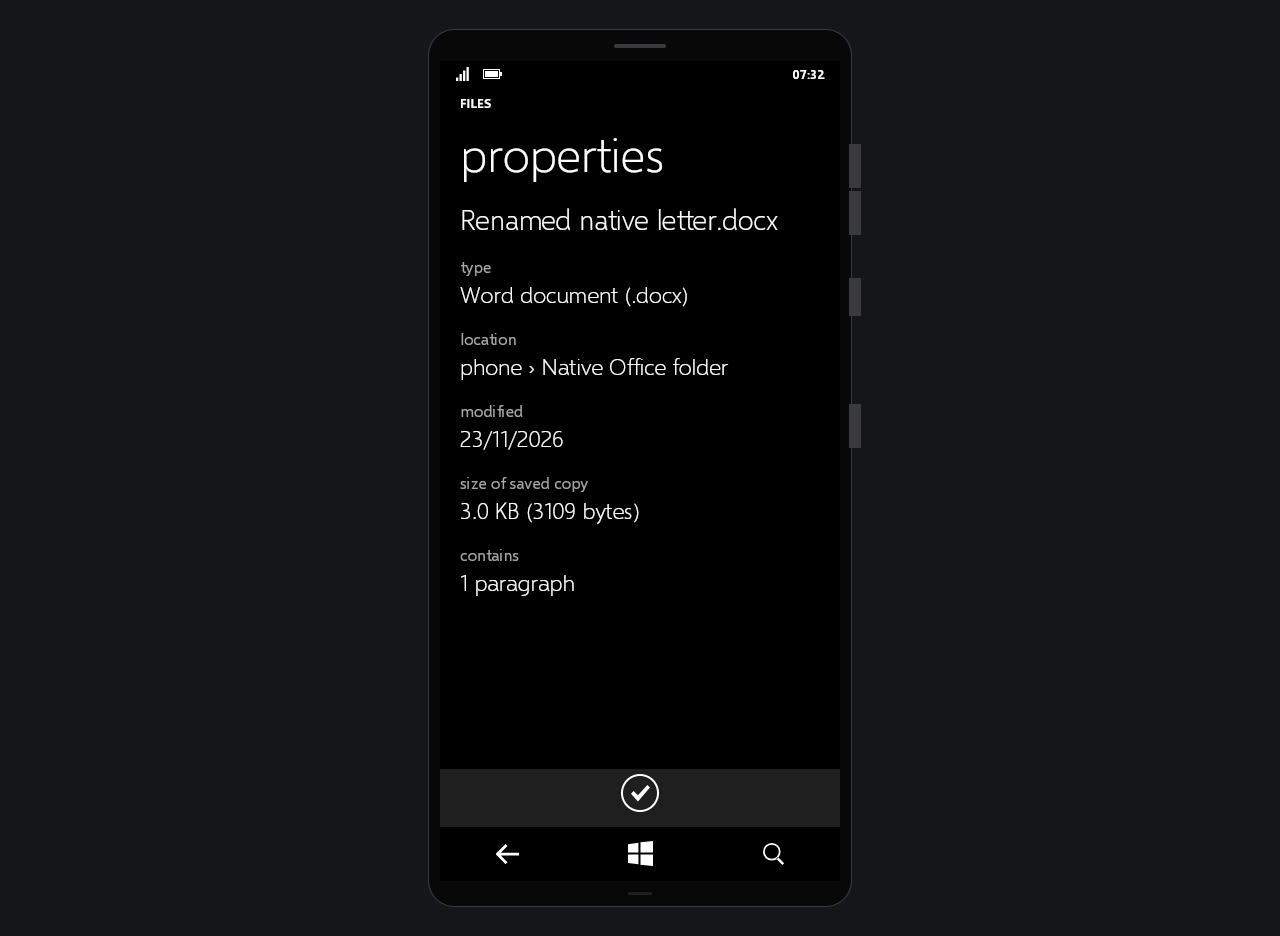 07:32
FILES
properties
Renamed native letter.docx
type
Word document (.docx)
location
phone › Native Office folder
modified
23/11/2026
size of saved copy
3.0 KB (3109 bytes)
contains
1 paragraph